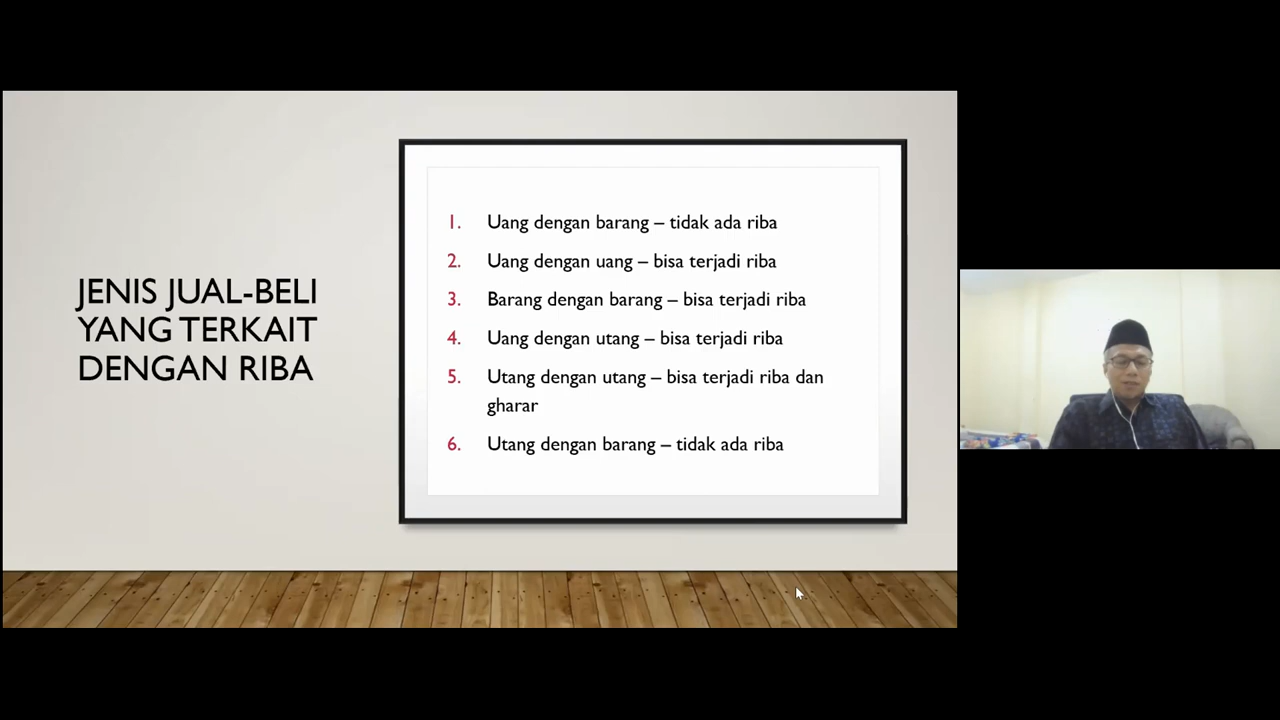 JENIS JUAL-BELI
YANG TERKAIT
DENGAN RIBA
1. Uang dengan barang – tidak ada riba
2. Uang dengan uang – bisa terjadi riba
3. Barang dengan barang – bisa terjadi riba
4. Uang dengan utang – bisa terjadi riba
5. Utang dengan utang – bisa terjadi riba dan
gharar
6. Utang dengan barang – tidak ada riba